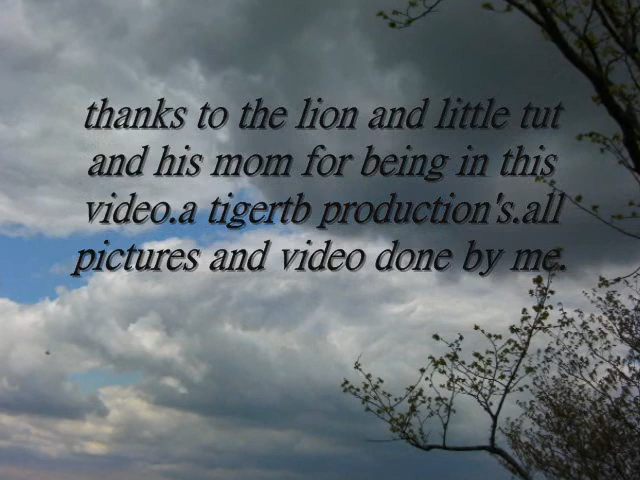 thanks to the lion and little tut
and his mom for being in this
video.a tigertb production's.all
pictures and video done by me.